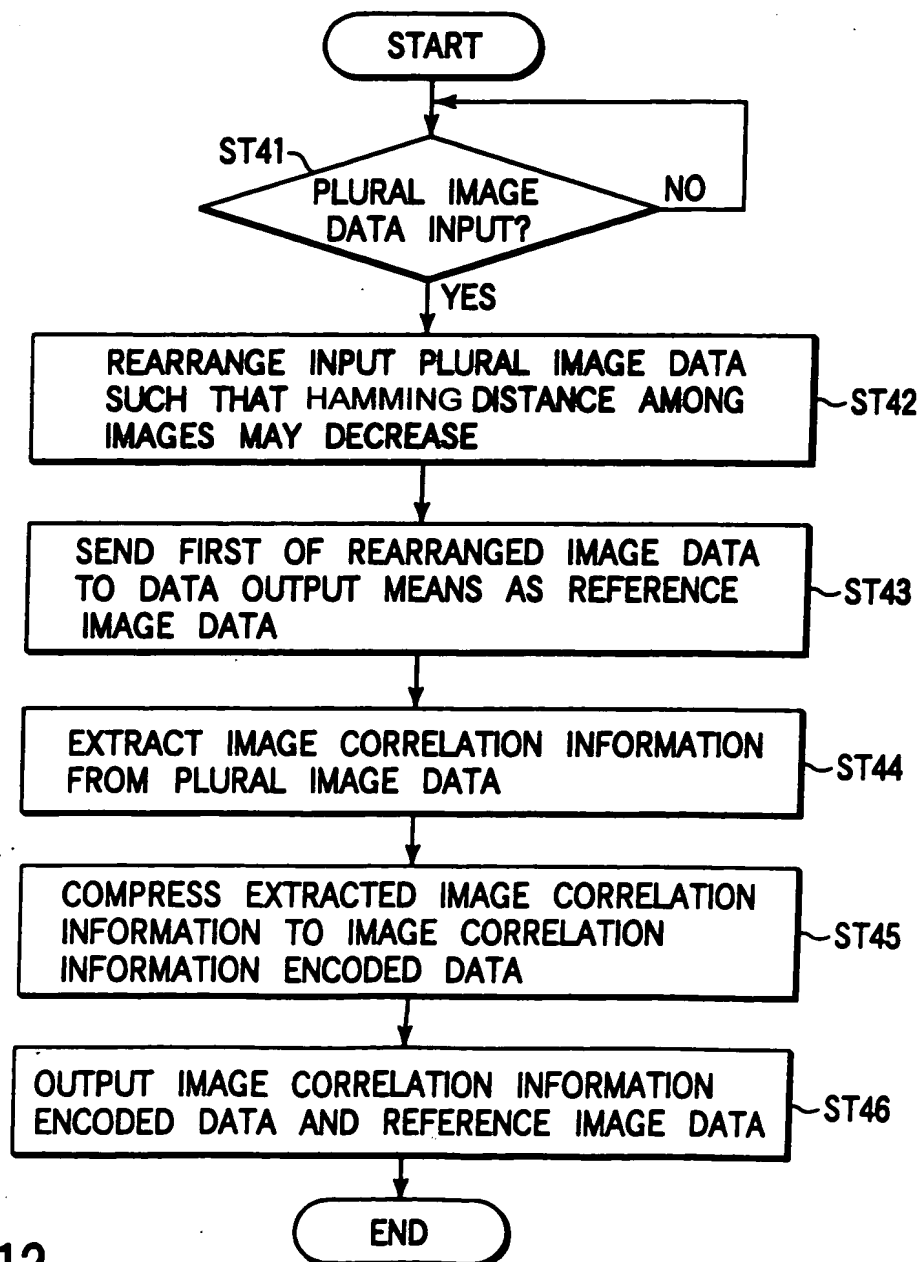 START
ST41
PLURAL IMAGE
DATA INPUT?
NO
YES
REARRANGE INPUT PLURAL IMAGE DATA
SUCH THAT HAMMING DISTANCE AMONG
IMAGES MAY DECREASE
ST42
SEND FIRST OF REARRANGED IMAGE DATA
TO DATA OUTPUT MEANS AS REFERENCE
IMAGE DATA
ST43
EXTRACT IMAGE CORRELATION INFORMATION
FROM PLURAL IMAGE DATA
ST44
COMPRESS EXTRACTED IMAGE CORRELATION
INFORMATION TO IMAGE CORRELATION
INFORMATION ENCODED DATA
ST45
OUTPUT IMAGE CORRELATION INFORMATION
ENCODED DATA AND REFERENCE IMAGE DATA
ST46
END